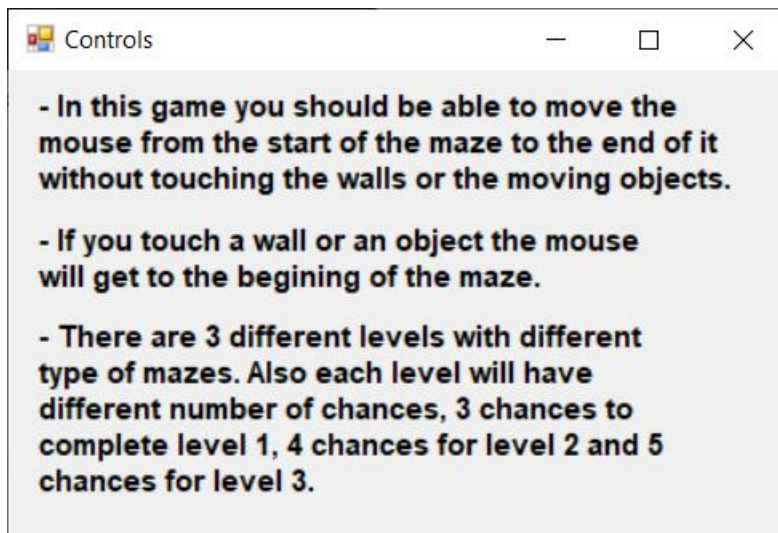 Controls
- In this game you should be able to move the
mouse from the start of the maze to the end of it
without touching the walls or the moving objects.
- If you touch a wall or an object the mouse
will get to the begining of the maze.
- There are 3 different levels with different
type of mazes. Also each level will have
different number of chances, 3 chances to
complete level 1, 4 chances for level 2 and 5
chances for level 3.